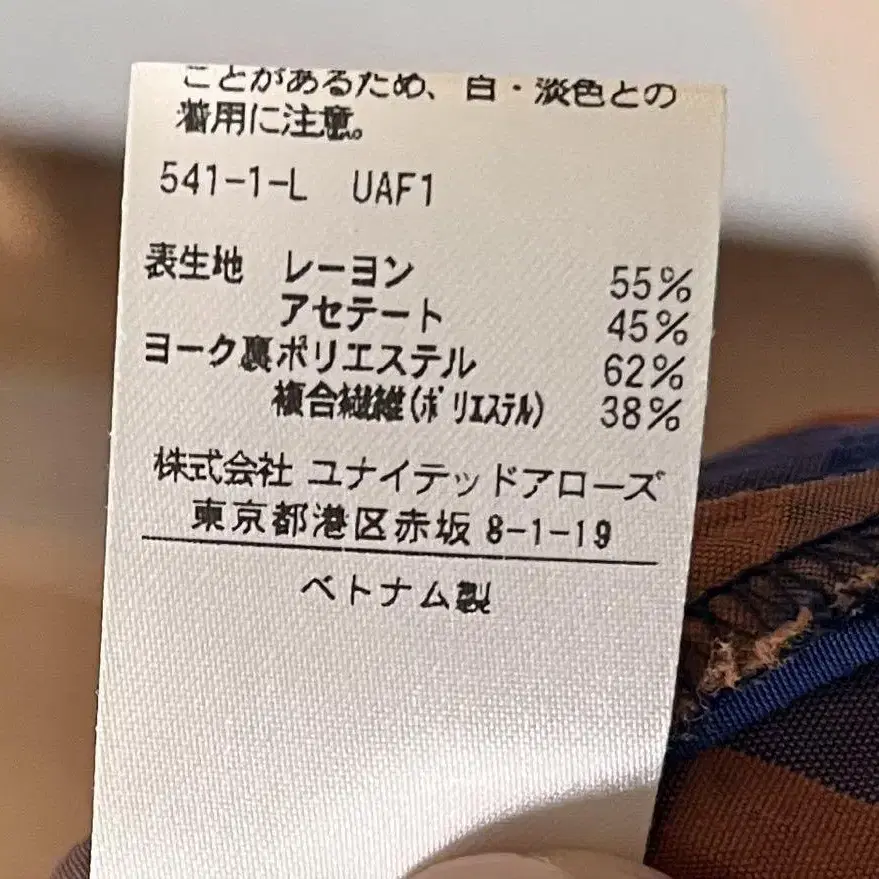 ことがあるため、白・淡色との
着用に注意。
541-1-L UAF1
表生地 レーヨン 55%
アセテート 45%
ヨーク裏ポリエステル 62%
複合繊維(ポリエステル) 38%
株式会社 ユナイテッドアローズ
東京都港区赤坂 8-1-19
ベトナム製